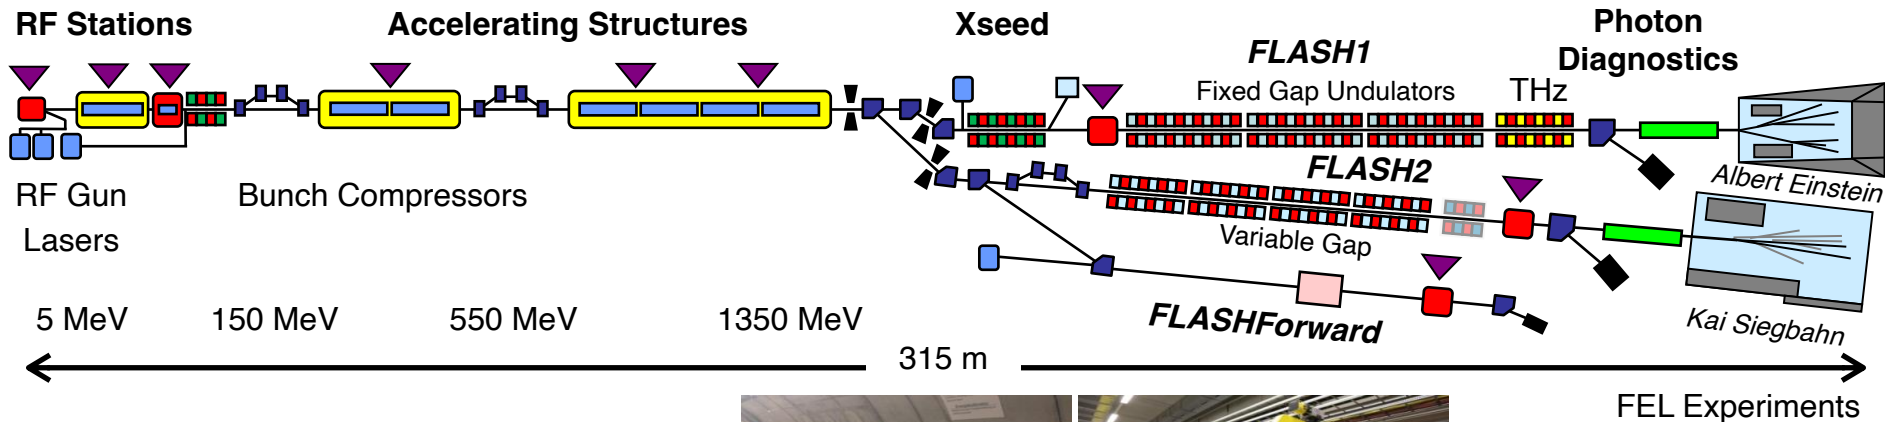 RF Stations
Accelerating Structures
Xseed
FLASH1
Photon
Diagnostics
Fixed Gap Undulators
THz
RF Gun
Lasers
Bunch Compressors
FLASH2
Albert Einstein
Variable Gap
5 MeV
150 MeV
550 MeV
1350 MeV
FLASHForward
Kai Siegbahn
315 m
FEL Experiments